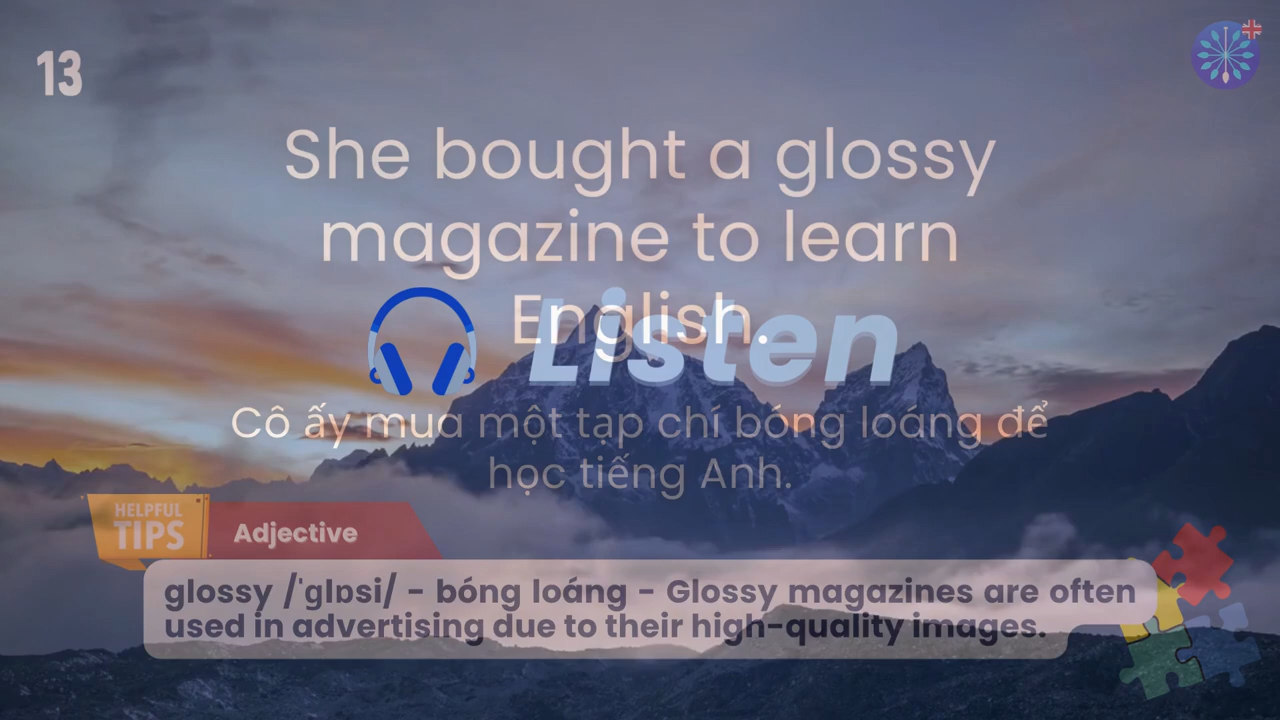 13
She bought a glossy
magazine to learn
English.
Listen
Cô ấy mua một tạp chí bóng loáng để
học tiếng Anh.
HELPFUL
TIPS
Adjective
glossy /ˈglɒsi/ - bóng loáng - Glossy magazines are often
used in advertising due to their high-quality images.